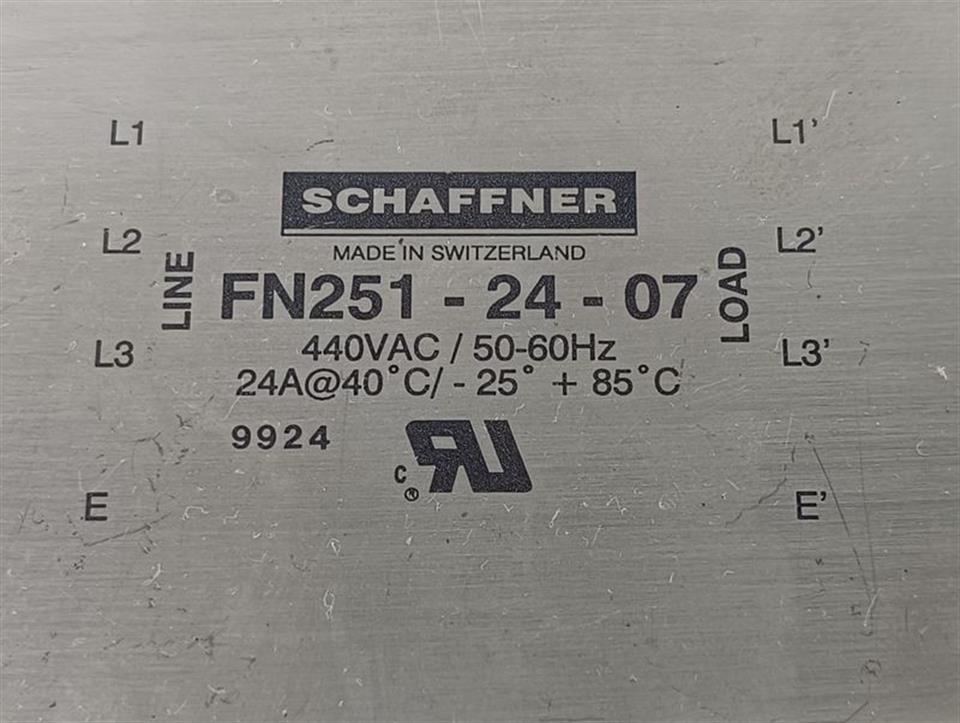 L1
L1'
SCHAFFNER
MADE IN SWITZERLAND
L2
L2'
LINE
FN251 - 24 - 07
LOAD
440VAC / 50-60Hz
L3
L3'
24A@40°C/ - 25° + 85°C
9924
c RU ®
E
E'